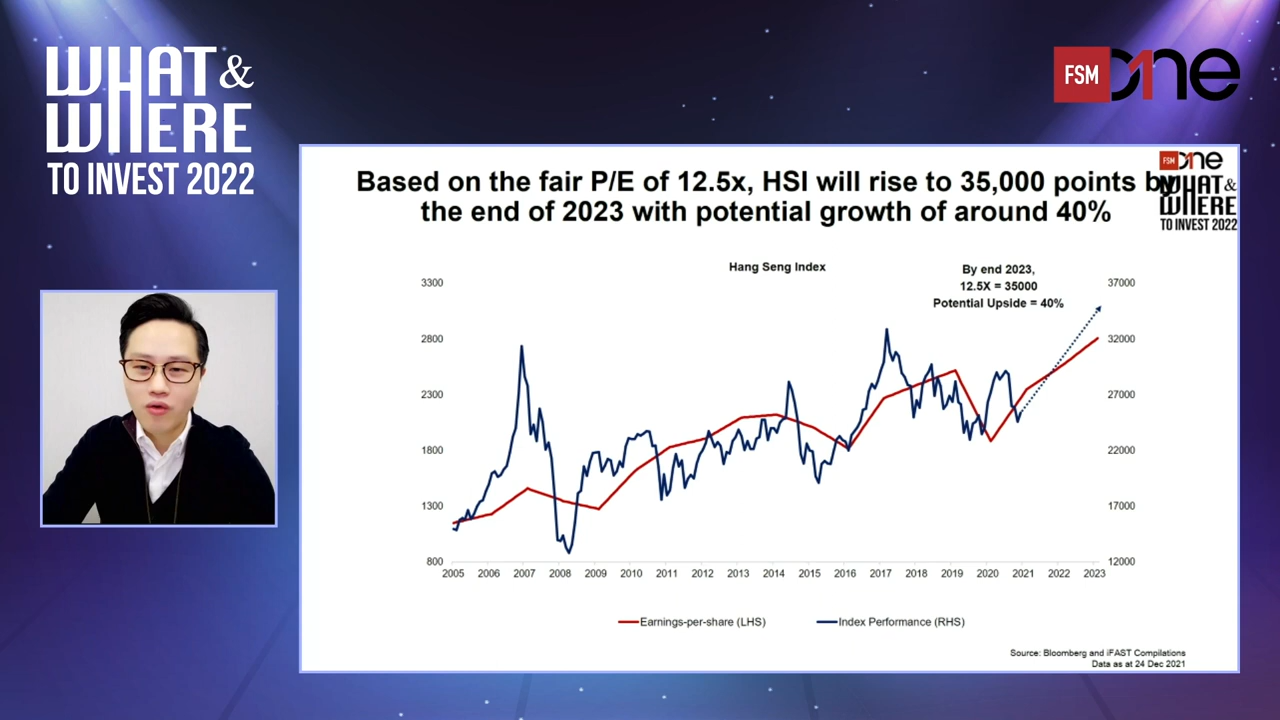 WHAT &
WHERE
TO INVEST 2022
FSM One
FSM One
WHAT &
WHERE
TO INVEST 2022
Based on the fair P/E of 12.5x, HSI will rise to 35,000 points by
the end of 2023 with potential growth of around 40%
Hang Seng Index
By end 2023,
12.5X = 35000
Potential Upside = 40%
3300
2800
2300
1800
1300
800
37000
32000
27000
22000
17000
12000
2005 2006 2007 2008 2009 2010 2011 2012 2013 2014 2015 2016 2017 2018 2019 2020 2021 2022 2023
Earnings-per-share (LHS) Index Performance (RHS)
Source: Bloomberg and iFAST Compilations
Data as at 24 Dec 2021